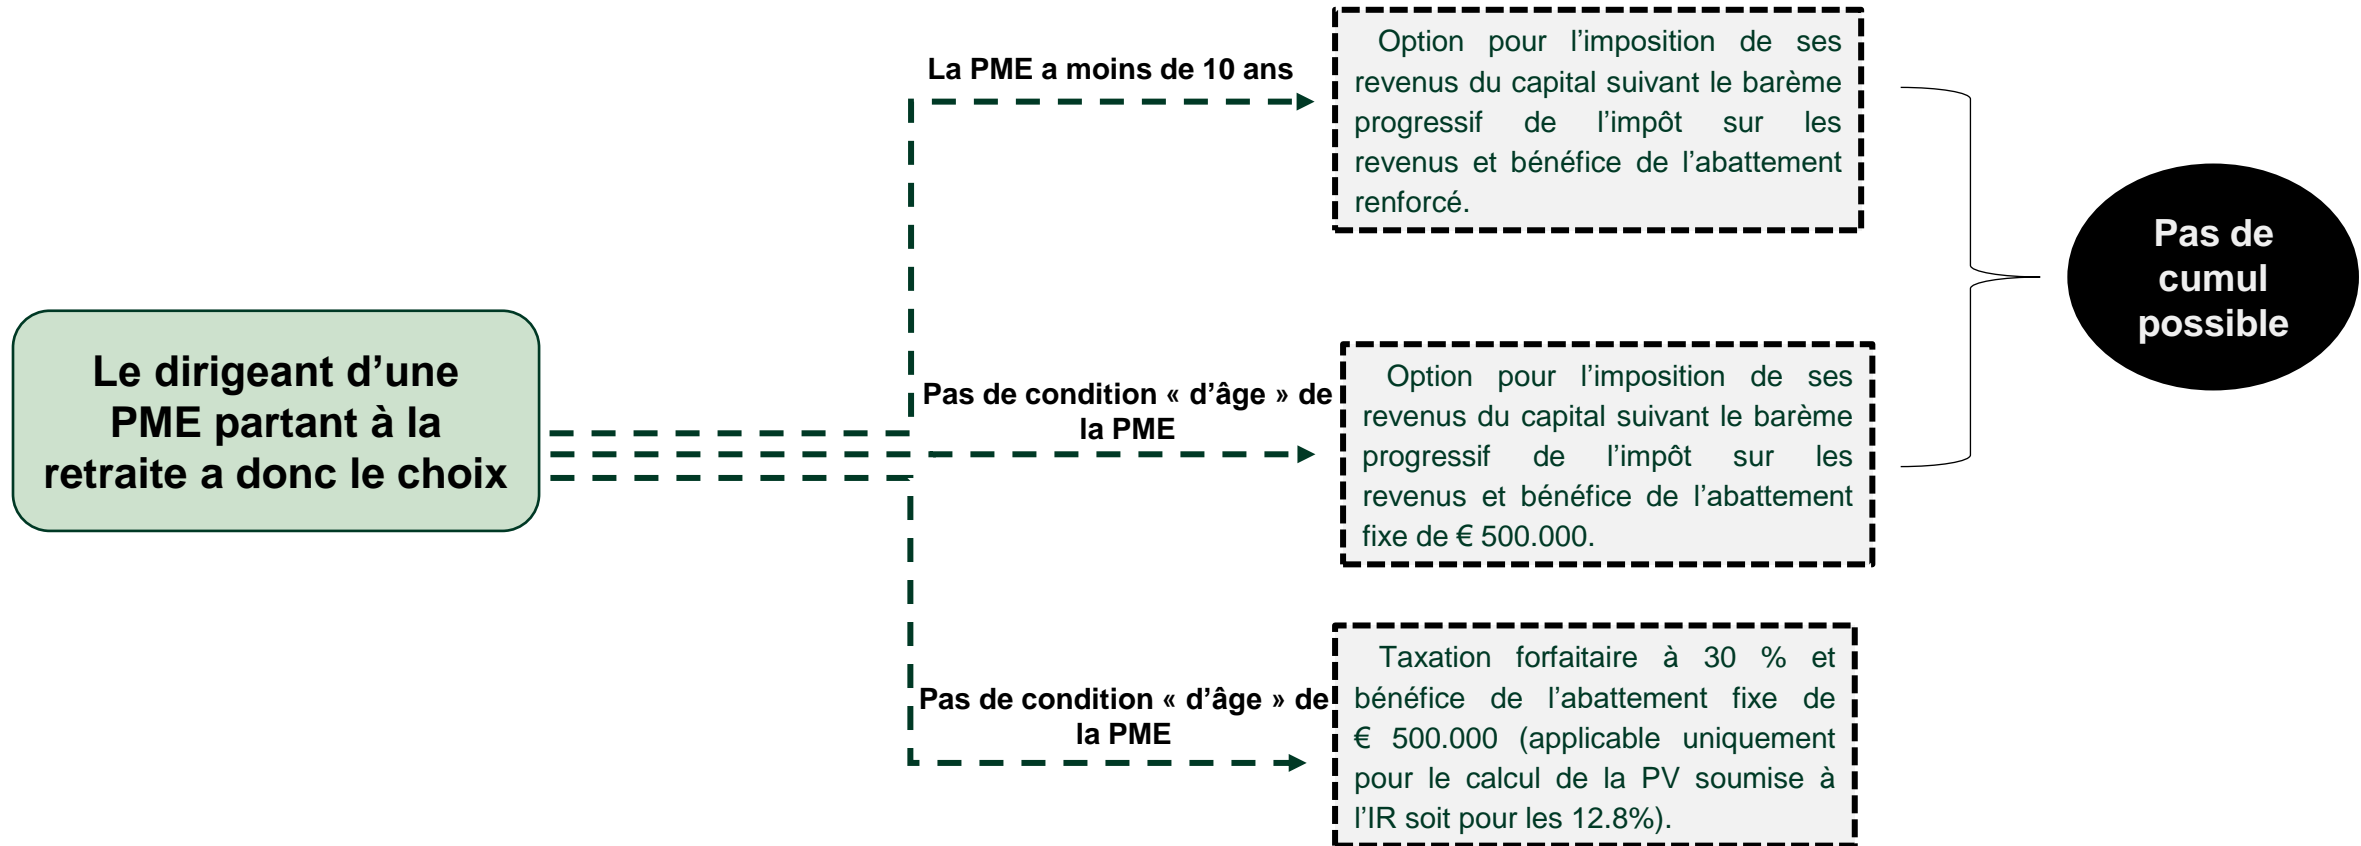 Le dirigeant d’une
PME partant à la
retraite a donc le choix
La PME a moins de 10 ans
Option pour l’imposition de ses
revenus du capital suivant le barème
progressif de l’impôt sur les
revenus et bénéfice de l’abattement
renforcé.
Pas de condition « d’âge » de
la PME
Option pour l’imposition de ses
revenus du capital suivant le barème
progressif de l’impôt sur les
revenus et bénéfice de l’abattement
fixe de € 500.000.
Pas de
cumul
possible
Pas de condition « d’âge » de
la PME
Taxation forfaitaire à 30 % et
bénéfice de l’abattement fixe de
€ 500.000 (applicable uniquement
pour le calcul de la PV soumise à
l’IR soit pour les 12.8%).